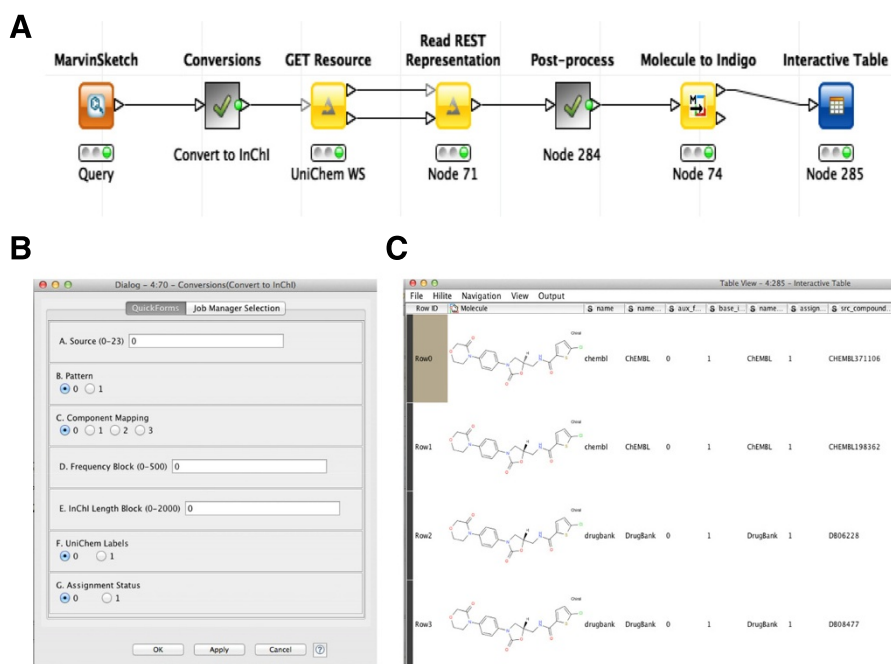 A
MarvinSketch
Conversions
GET Resource
Read REST
Representation
Post-process
Molecule to Indigo
Interactive Table
Query
Convert to InChI
UniChem WS
Node 71
Node 284
Node 74
Node 285
B
Dialog - 4:70 - Conversions(Convert to InChI)
QuickForms Job Manager Selection
A. Source (0-23) 0
B. Pattern
0 1
C. Component Mapping
0 1 2 3
D. Frequency Block (0-500) 0
E. InChI Length Block (0-2000) 0
F. UniChem Labels
0 1
G. Assignment Status
0 1
OK Apply Cancel ?
C
Table View - 4:285 - Interactive Table
File Hilite Navigation View Output
Row ID Molecule S name S name... S aux_f... S base_i... S name... S assign... S src_compound...
Row0 chembl ChEMBL 0 1 ChEMBL 1 CHEMBL371106
Row1 chembl ChEMBL 0 1 ChEMBL 1 CHEMBL198362
Row2 drugbank DrugBank 0 1 DrugBank 1 DB06228
Row3 drugbank DrugBank 0 1 DrugBank 1 DB08477